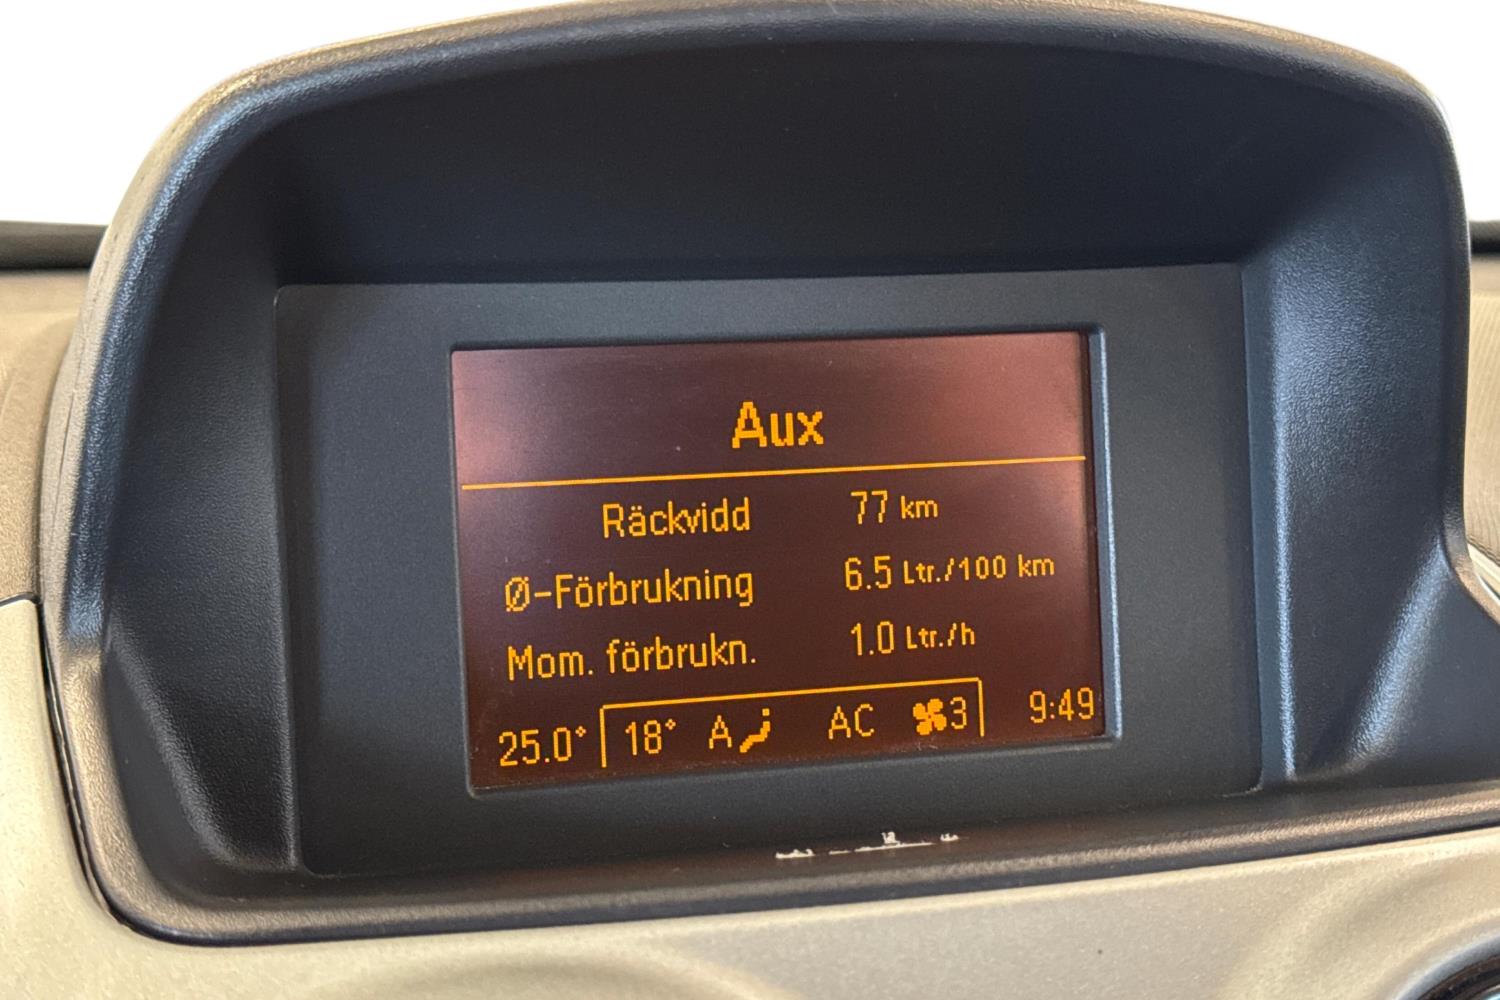 Aux
Räckvidd 77 km
Ø-Förbrukning 6.5 Ltr./100 km
Mom. förbrukn. 1.0 Ltr./h
25.0° 18° A AC 3 9:49